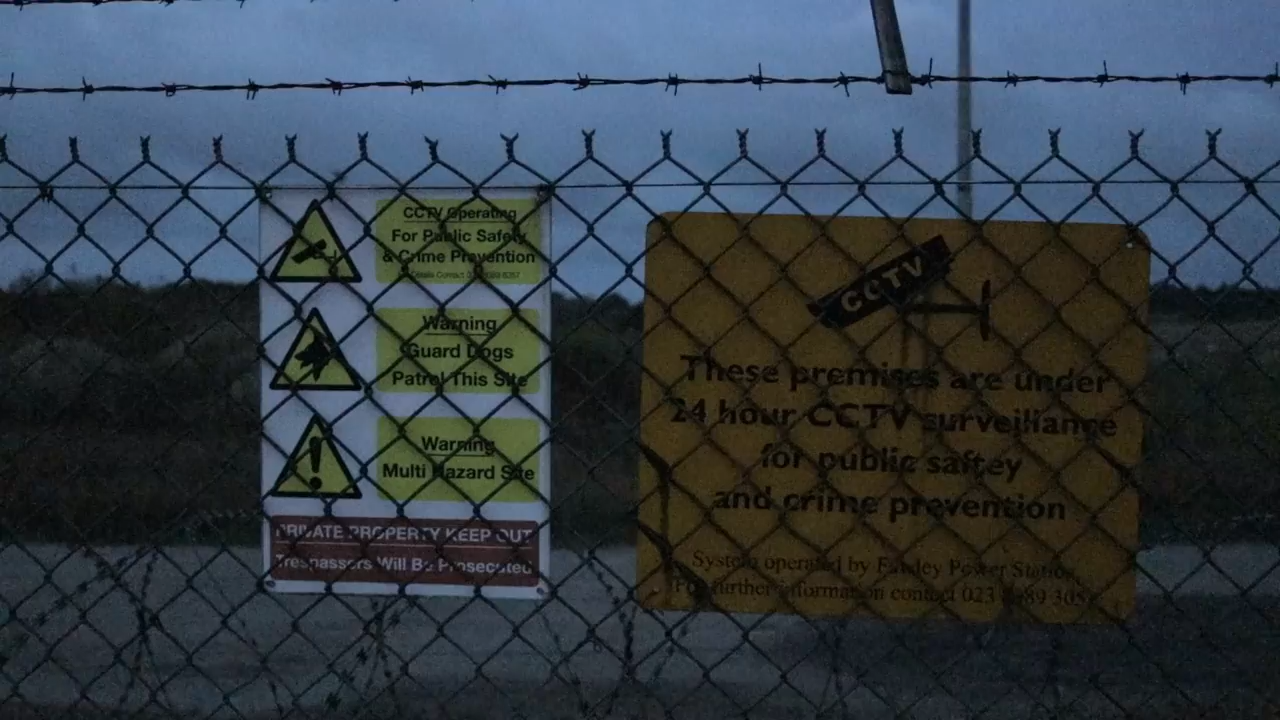 CCTV Operating
For Public Safety
& Crime Prevention
Warning
Guard Dogs
Patrol This Site
Warning
Multi Hazard Site
PRIVATE PROPERTY KEEP OUT
Trespassers Will Be Prosecuted
CCTV
These premises are under
24 hour CCTV surveillance
for public saftey
and crime prevention
System operated by Fawley Power Station.
For further information contact 023